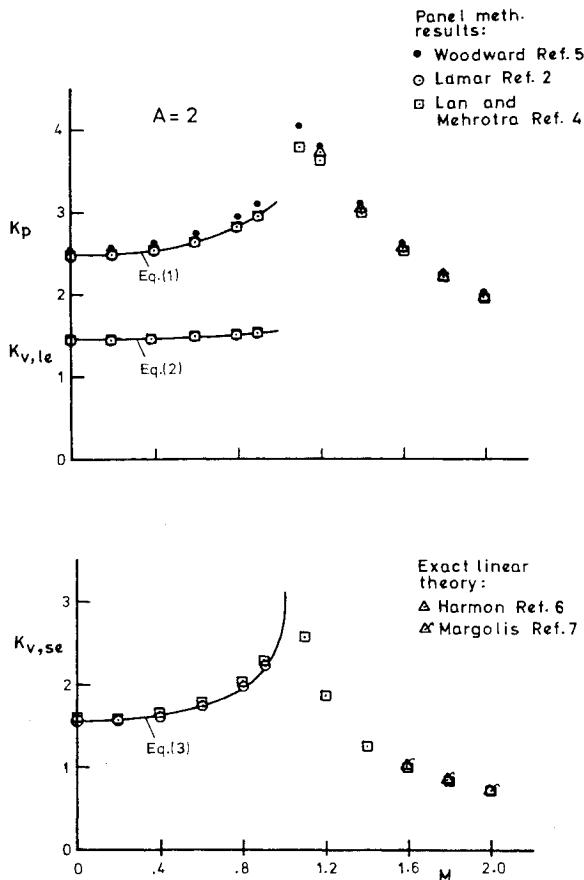 Panel meth.
results:
Woodward Ref. 5
Lamar Ref. 2
Lan and
Mehrotra Ref. 4
A = 2
4
3
2
1
0
Kp
Kv,le
Eq.(1)
Eq.(2)
Exact linear
theory:
Harmon Ref. 6
Margolis Ref. 7
3
2
1
0
Kv,se
Eq.(3)
0 .4 .8 1.2 1.6 2.0
M